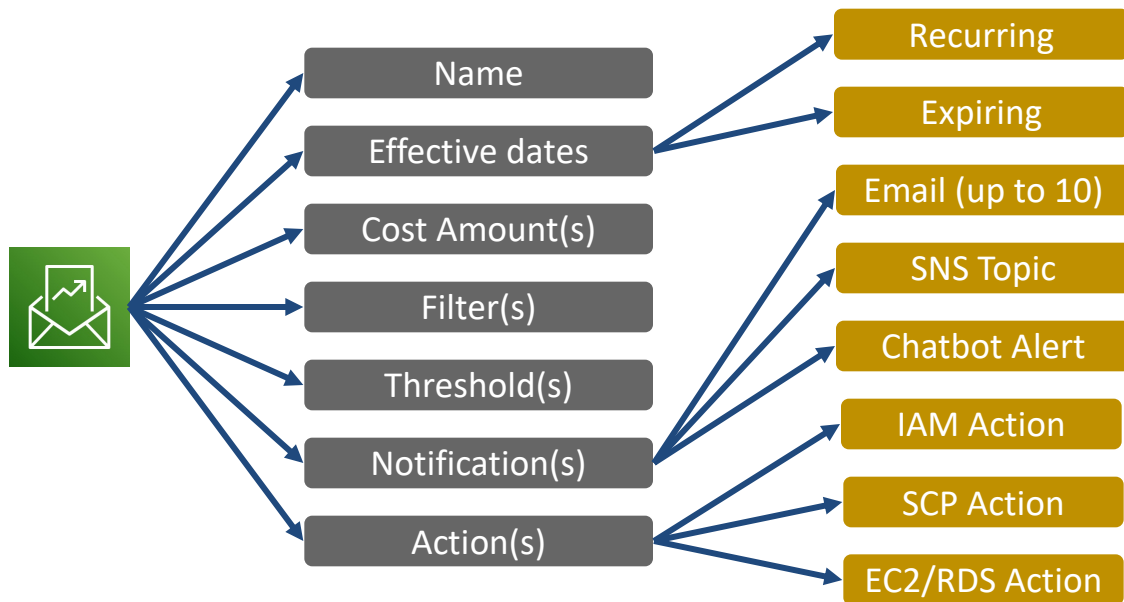 Name
Effective dates
Cost Amount(s)
Filter(s)
Threshold(s)
Notification(s)
Action(s)
Recurring
Expiring
Email (up to 10)
SNS Topic
Chatbot Alert
IAM Action
SCP Action
EC2/RDS Action